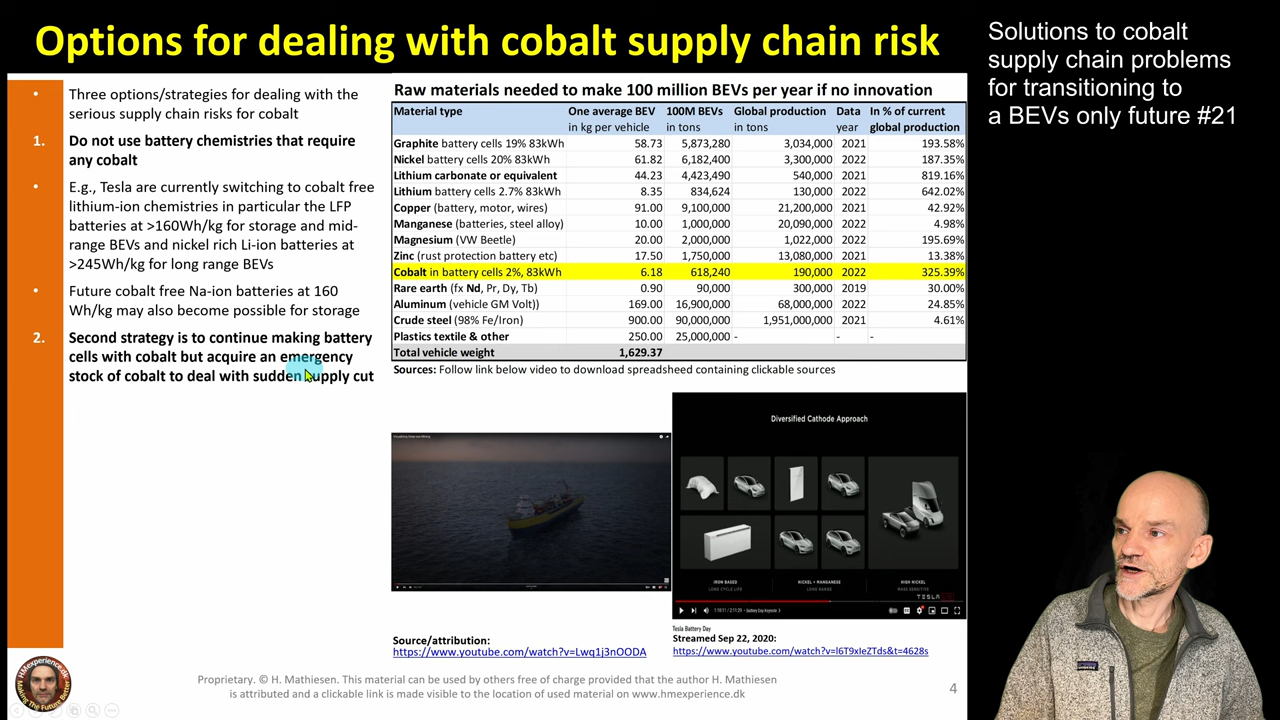 Options for dealing with cobalt supply chain risk
Solutions to cobalt
supply chain problems
for transitioning to
a BEVs only future #21
• Three options/strategies for dealing with the
serious supply chain risks for cobalt
1. Do not use battery chemistries that require
any cobalt
• E.g., Tesla are currently switching to cobalt free
lithium-ion chemistries in particular the LFP
batteries at >160Wh/kg for storage and mid-
range BEVs and nickel rich Li-ion batteries at
>245Wh/kg for long range BEVs
• Future cobalt free Na-ion batteries at 160
Wh/kg may also become possible for storage
2. Second strategy is to continue making battery
cells with cobalt but acquire an emergency
stock of cobalt to deal with sudden supply cut
Raw materials needed to make 100 million BEVs per year if no innovation
Material type One average BEV 100M BEVs Global production Data In % of current
in kg per vehicle in tons in tons year global production
Graphite battery cells 19% 83kWh 58.73 5,873,280 3,034,000 2021 193.58%
Nickel battery cells 20% 83kWh 61.82 6,182,400 3,300,000 2022 187.35%
Lithium carbonate or equivalent 44.23 4,423,490 540,000 2021 819.16%
Lithium battery cells 2.7% 83kWh 8.35 834,624 130,000 2022 642.02%
Copper (battery, motor, wires) 91.00 9,100,000 21,200,000 2021 42.92%
Manganese (batteries, steel alloy) 10.00 1,000,000 20,090,000 2022 4.98%
Magnesium (VW Beetle) 20.00 2,000,000 1,022,000 2022 195.69%
Zinc (rust protection battery etc) 17.50 1,750,000 13,080,000 2021 13.38%
Cobalt in battery cells 2%, 83kWh 6.18 618,240 190,000 2022 325.39%
Rare earth (fx Nd, Pr, Dy, Tb) 0.90 90,000 300,000 2019 30.00%
Aluminum (vehicle GM Volt)) 169.00 16,900,000 68,000,000 2022 24.85%
Crude steel (98% Fe/Iron) 900.00 90,000,000 1,951,000,000 2021 4.61%
Plastics textile & other 250.00 25,000,000 - - -
Total vehicle weight 1,629.37
Sources: Follow link below video to download spreadsheed containing clickable sources
Diversified Cathode Approach
IRON BASED
LONG CYCLE LIFE
NICKEL + MANGANESE
LONG RANGE
HIGH NICKEL
MASS SENSITIVE
TESLA
Tesla Battery Day
Source/attribution:
https://www.youtube.com/watch?v=Lwq1j3nOODA
Streamed Sep 22, 2020:
https://www.youtube.com/watch?v=l6T9xIeZTds&t=4628s
HMexperience.dk
Making The Future Better
Proprietary. © H. Mathiesen. This material can be used by others free of charge provided that the author H. Mathiesen
is attributed and a clickable link is made visible to the location of used material on www.hmexperience.dk
4